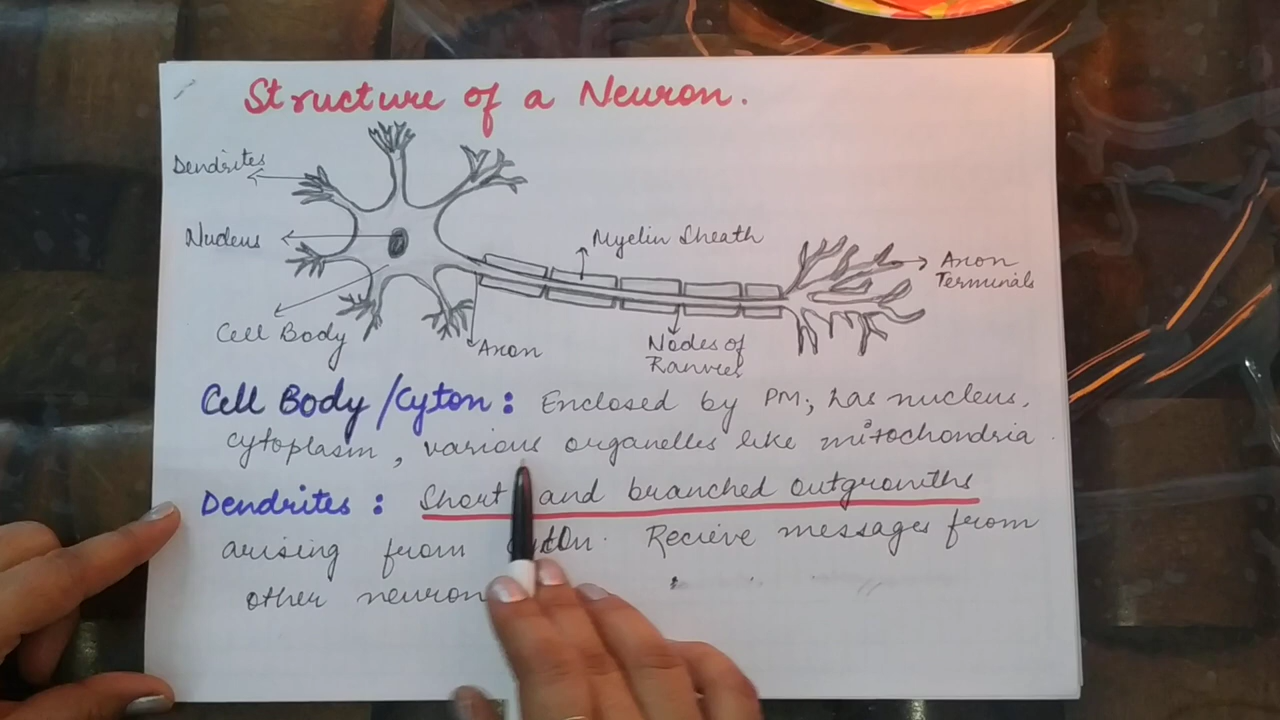 Structure of a Neuron.
Dendrites
Nucleus
Myelin Sheath
Axon
Terminals
Cell Body
Axon
Nodes of
Ranvier
Cell Body/Cyton: Enclosed by PM; has nucleus,
cytoplasm, various organelles like mitochondria.
Dendrites: Short and branched outgrowths
arising from Recieve messages from
other neuron